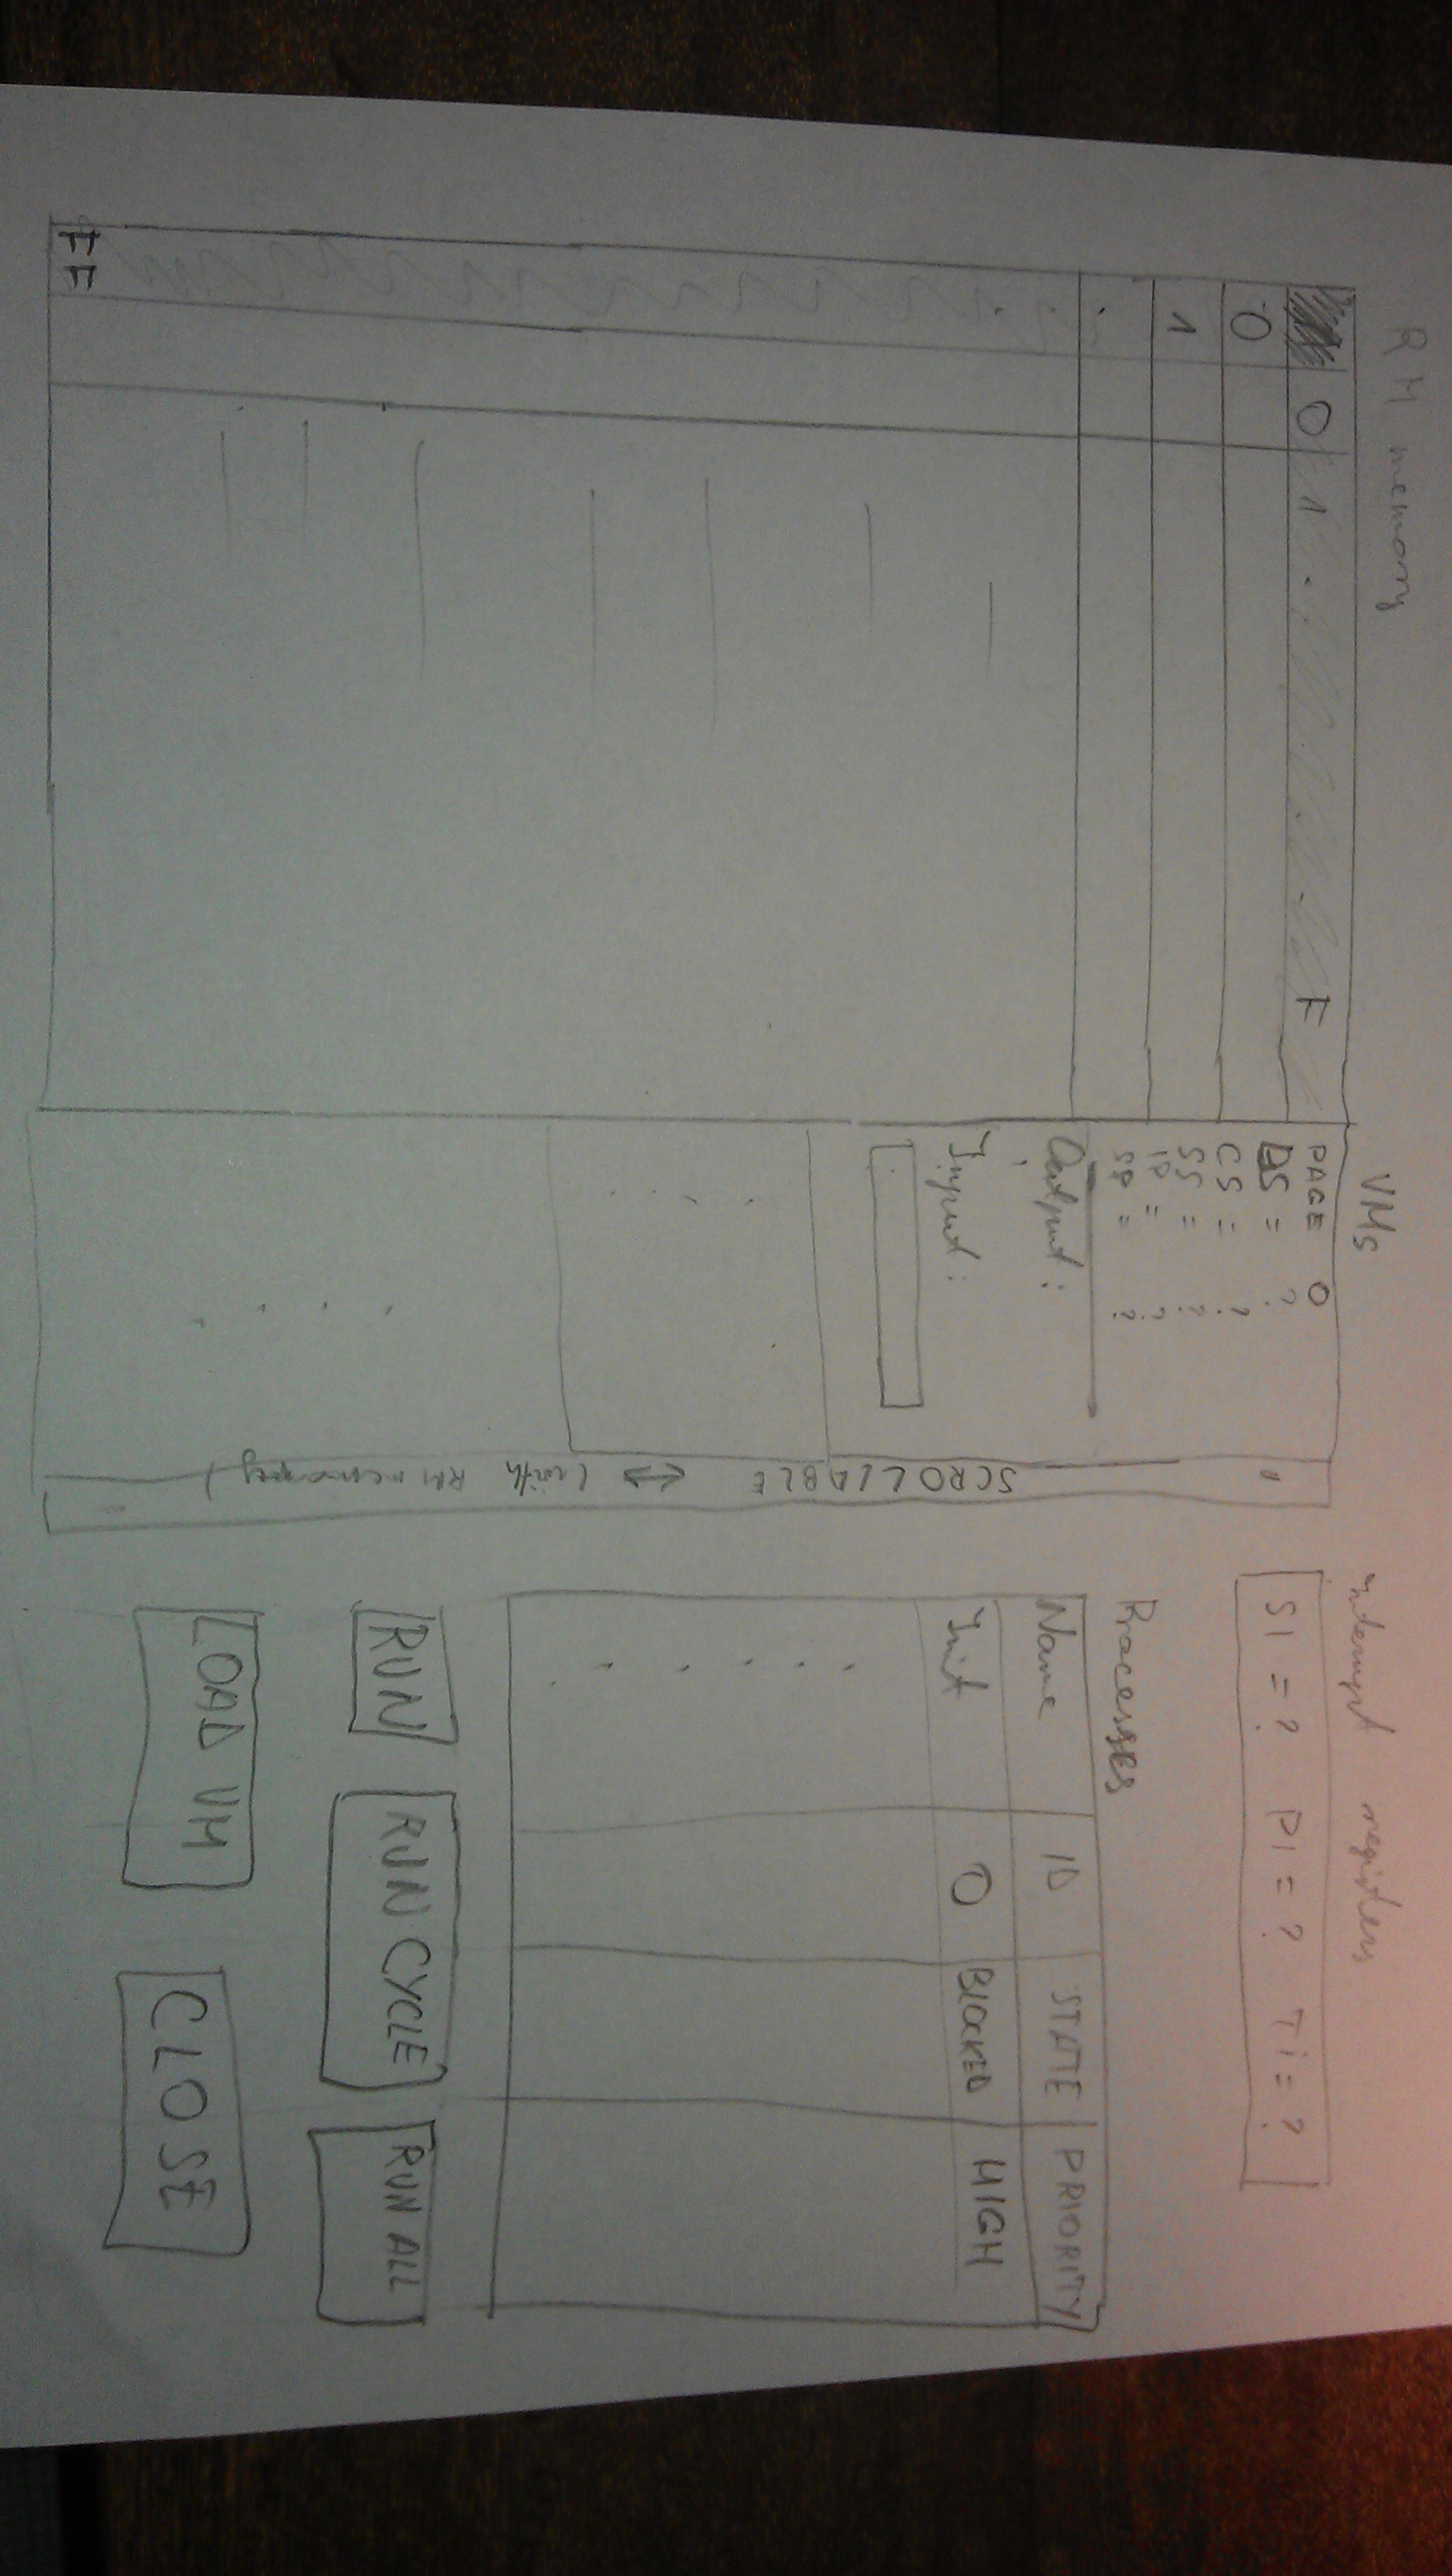 RM memory
0 1 . . F
0
1
.
FF
VMs
PAGE 0
DS = ?
CS = ?
SS = ?
IP = ?
SP = ?
Output :
Input :
SCROLLABLE <-> (with RM memory)
Interrupt registers
SI = ? PI = ? Ti = ?
Processes
Name ID STATE PRIORITY
Init 0 BLOCKED HIGH
RUN RUN CYCLE RUN ALL
LOAD VM CLOSE